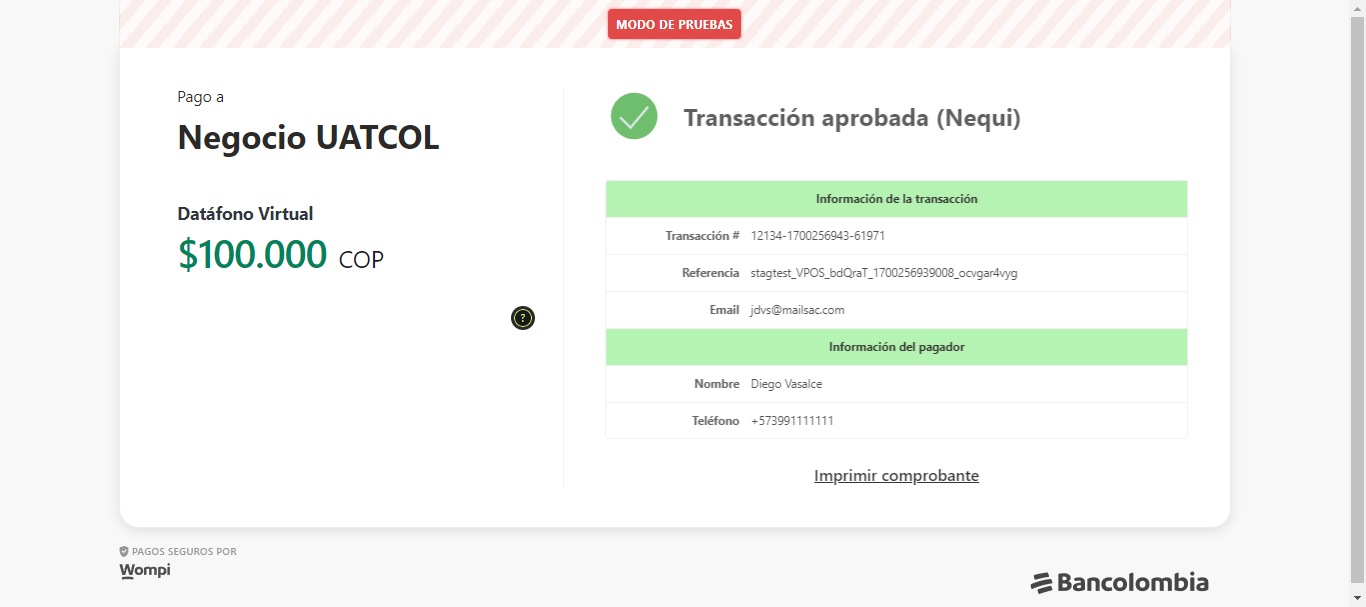 MODO DE PRUEBAS
Pago a
Negocio UATCOL
Datáfono Virtual
$100.000 COP
?
Transacción aprobada (Nequi)
Información de la transacción
Transacción # 12134-1700256943-61971
Referencia stagtest_VPOS_bdQraT_1700256939008_ocvgar4vyg
Email jdvs@mailsac.com
Información del pagador
Nombre Diego Vasalce
Teléfono +573991111111
Imprimir comprobante
PAGOS SEGUROS POR
Wompi
Bancolombia